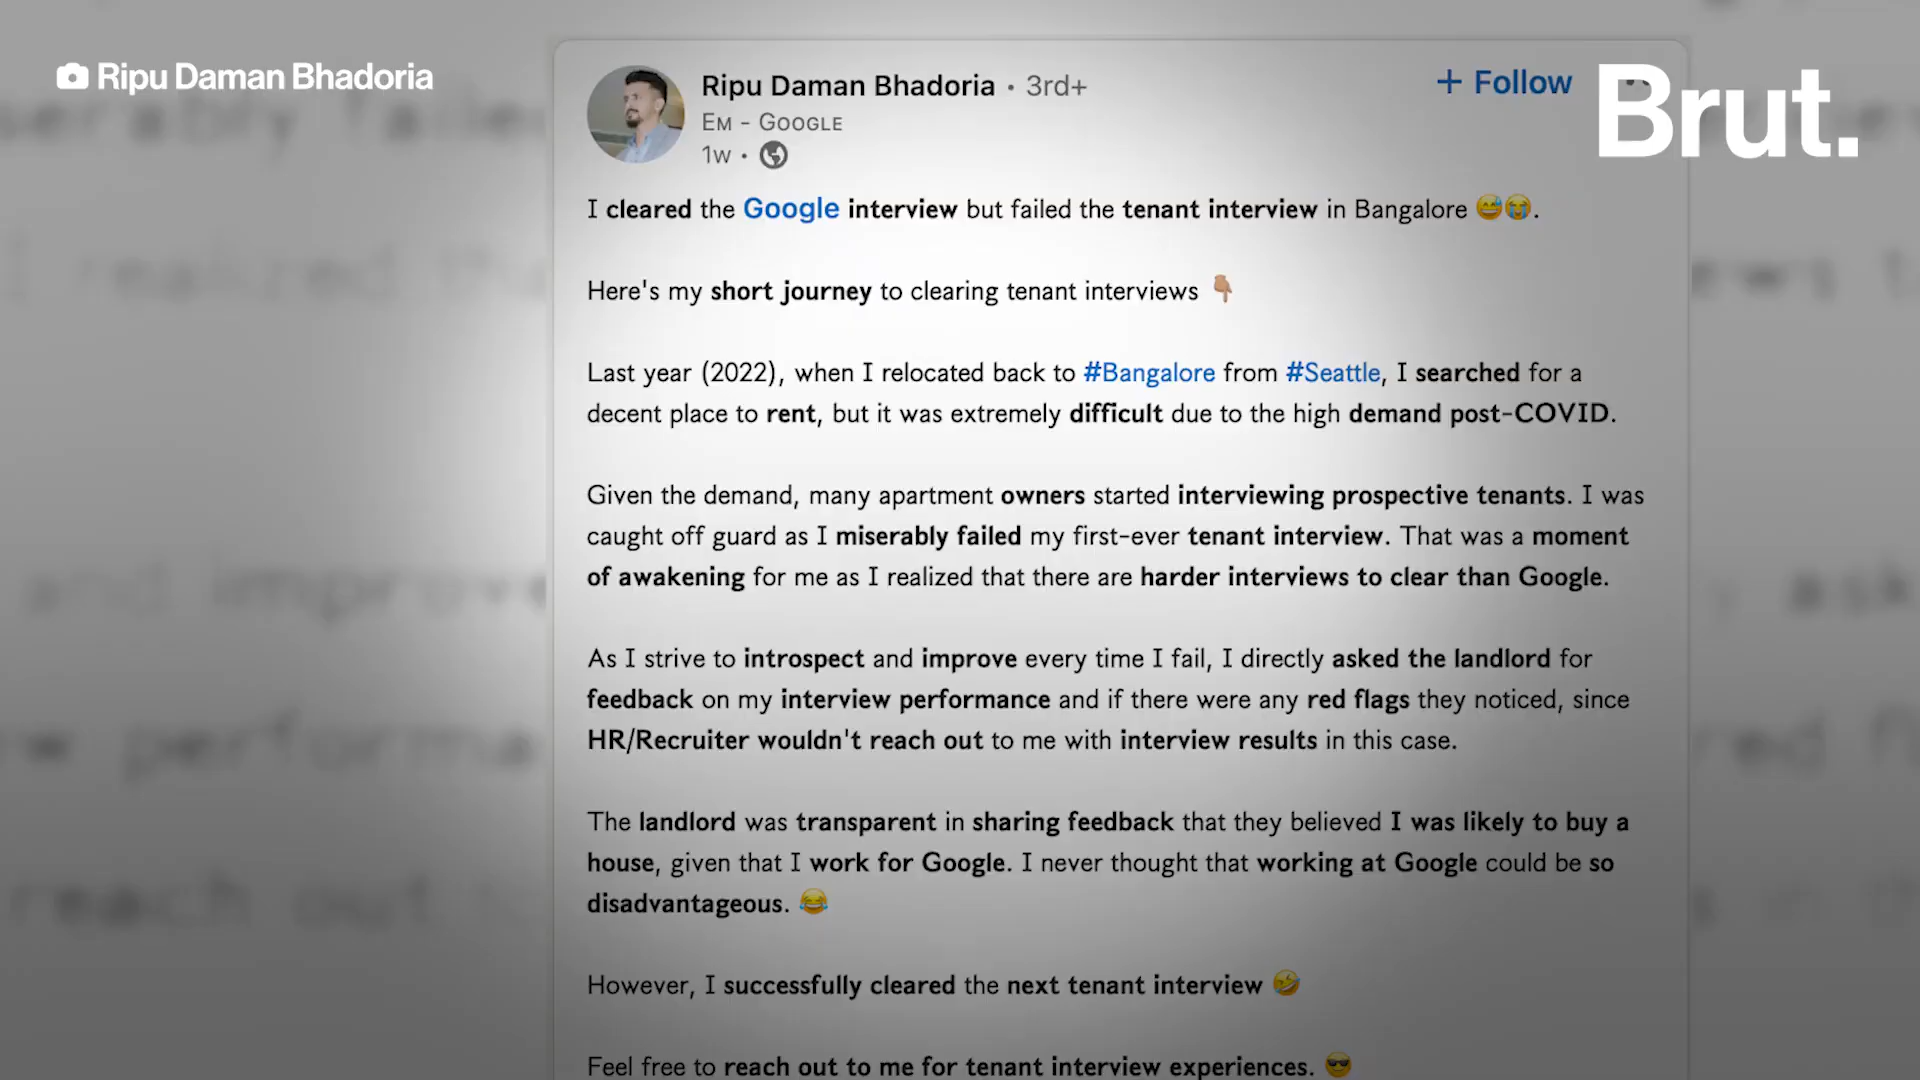 Ripu Daman Bhadoria
Ripu Daman Bhadoria • 3rd+
+ Follow
Brut.
EM - GOOGLE
1w •
I cleared the Google interview but failed the tenant interview in Bangalore 😅😭.
Here's my short journey to clearing tenant interviews 👇🏽
Last year (2022), when I relocated back to #Bangalore from #Seattle, I searched for a
decent place to rent, but it was extremely difficult due to the high demand post-COVID.
Given the demand, many apartment owners started interviewing prospective tenants. I was
caught off guard as I miserably failed my first-ever tenant interview. That was a moment
of awakening for me as I realized that there are harder interviews to clear than Google.
As I strive to introspect and improve every time I fail, I directly asked the landlord for
feedback on my interview performance and if there were any red flags they noticed, since
HR/Recruiter wouldn't reach out to me with interview results in this case.
The landlord was transparent in sharing feedback that they believed I was likely to buy a
house, given that I work for Google. I never thought that working at Google could be so
disadvantageous. 😂
However, I successfully cleared the next tenant interview 🤣
Feel free to reach out to me for tenant interview experiences. 😎